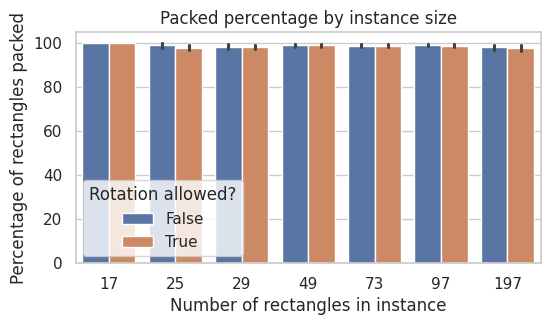 Packed percentage by instance size
Percentage of rectangles packed
100
80
60
40
20
0
Rotation allowed?
False
True
17 25 29 49 73 97 197
Number of rectangles in instance